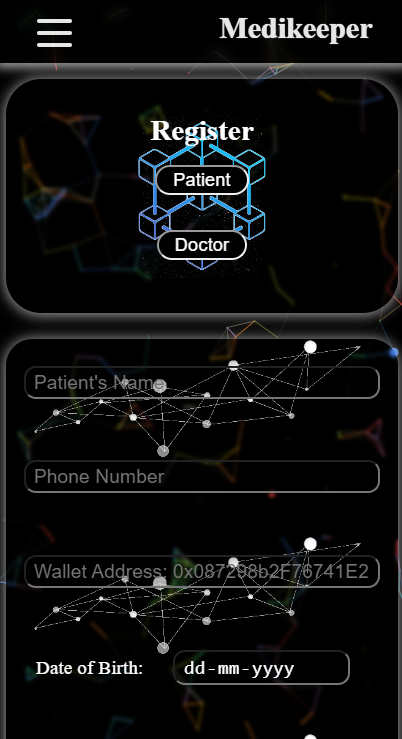 Medikeeper
Register
Patient
Doctor
Patient's Name
Phone Number
Wallet Address: 0x087298b2F76741E2
Date of Birth:
dd-mm-yyyy